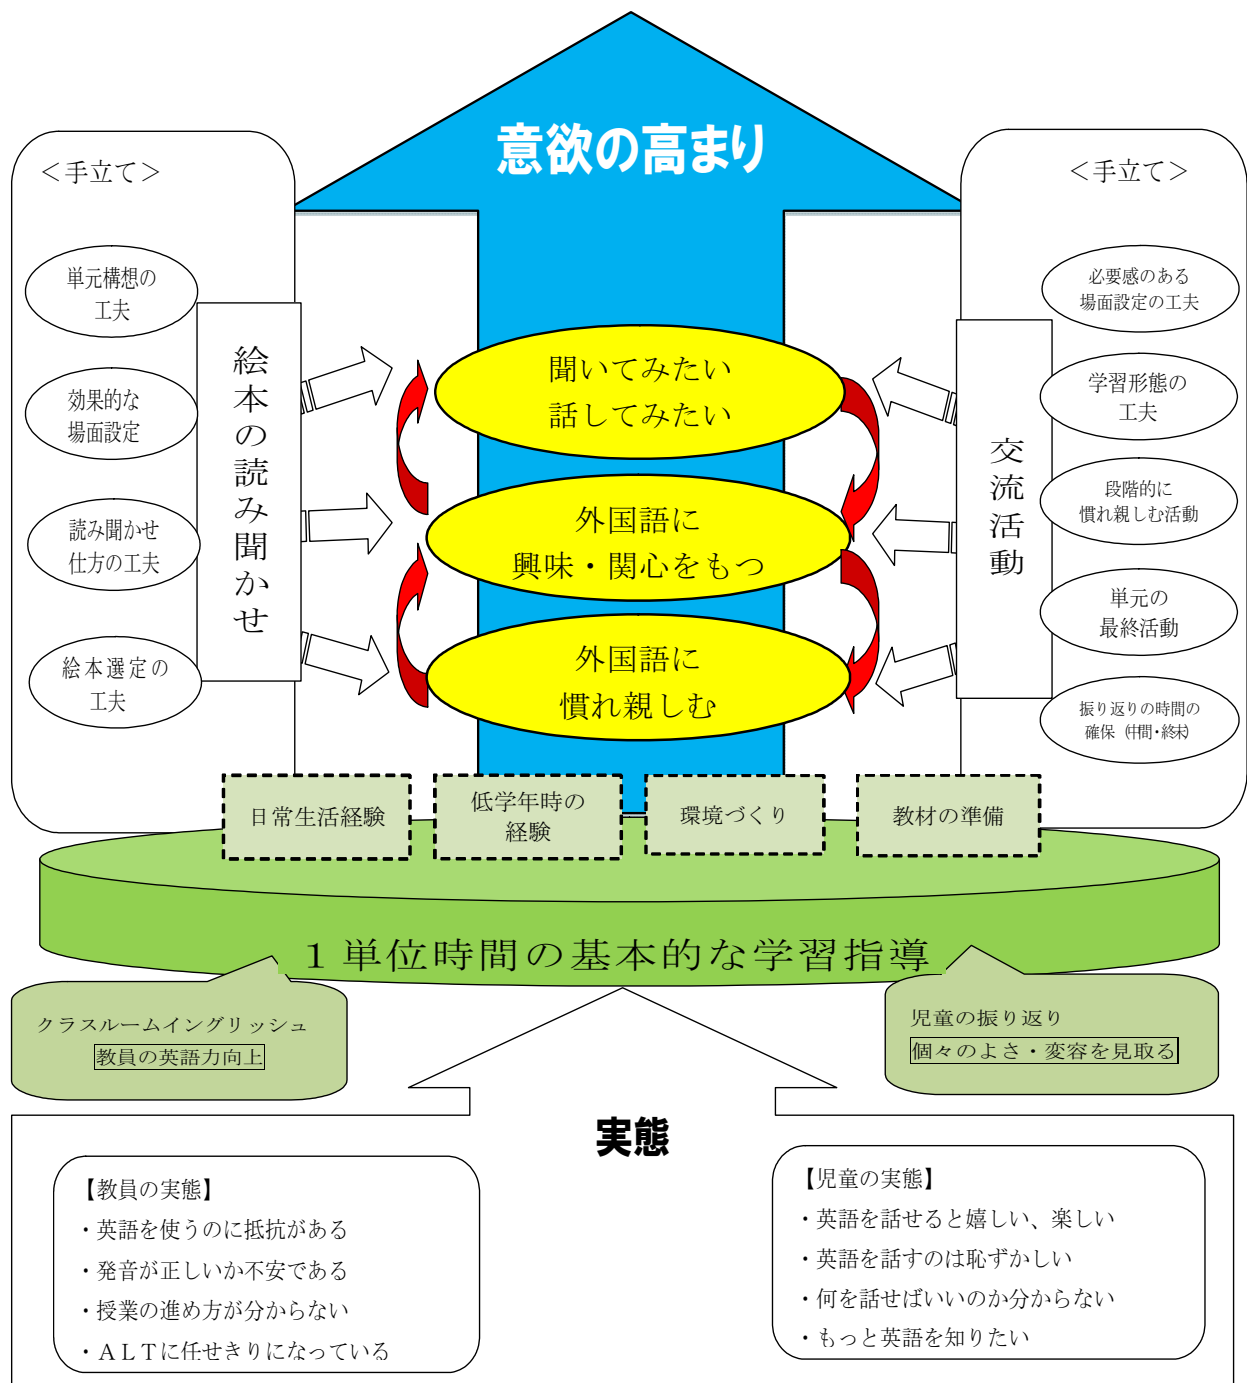 意欲の高まり
＜手立て＞
単元構想の
工夫
効果的な
場面設定
読み聞かせ
仕方の工夫
絵本選定の
工夫
絵本の読み聞かせ
聞いてみたい
話してみたい
外国語に
興味・関心をもつ
外国語に
慣れ親しむ
＜手立て＞
必要感のある
場面設定の工夫
学習形態の
工夫
段階的に
慣れ親しむ活動
単元の
最終活動
振り返りの時間の
確保（中間・終末）
交流活動
日常生活経験
低学年時の
経験
環境づくり
教材の準備
１単位時間の基本的な学習指導
クラスルームイングリッシュ
教員の英語力向上
児童の振り返り
個々のよさ・変容を見取る
実態
【教員の実態】
・英語を使うのに抵抗がある
・発音が正しいか不安である
・授業の進め方が分からない
・ＡＬＴに任せきりになっている
【児童の実態】
・英語を話せると嬉しい、楽しい
・英語を話すのは恥ずかしい
・何を話せばいいのか分からない
・もっと英語を知りたい